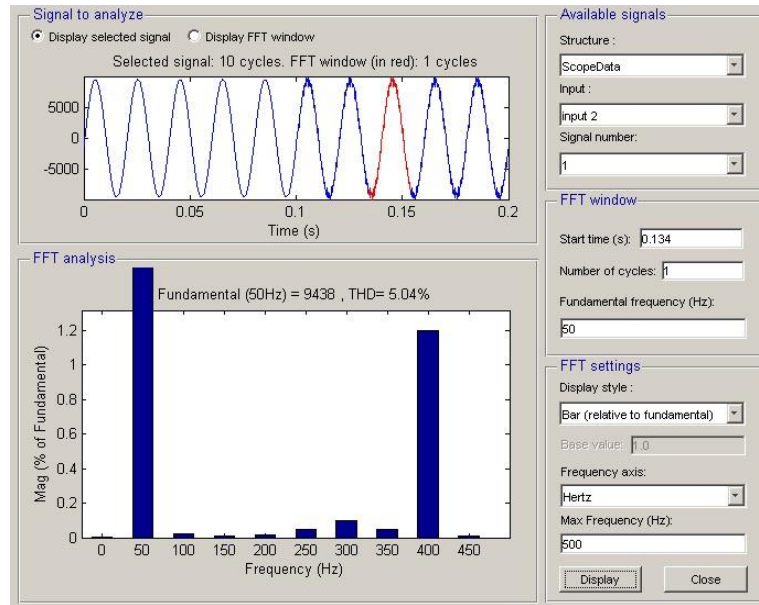 Signal to analyze
Display selected signal Display FFT window
Selected signal: 10 cycles. FFT window (in red): 1 cycles
5000
0
-5000
0 0.05 0.1 0.15 0.2
Time (s)
FFT analysis
Fundamental (50Hz) = 9438 , THD= 5.04%
1.2
1
0.8
0.6
0.4
0.2
0
Mag (% of Fundamental)
0 50 100 150 200 250 300 350 400 450
Frequency (Hz)
Available signals
Structure :
ScopeData
Input :
input 2
Signal number:
1
FFT window
Start time (s): 0.134
Number of cycles: 1
Fundamental frequency (Hz):
50
FFT settings
Display style :
Bar (relative to fundamental)
Base value: 1.0
Frequency axis:
Hertz
Max Frequency (Hz):
500
Display Close